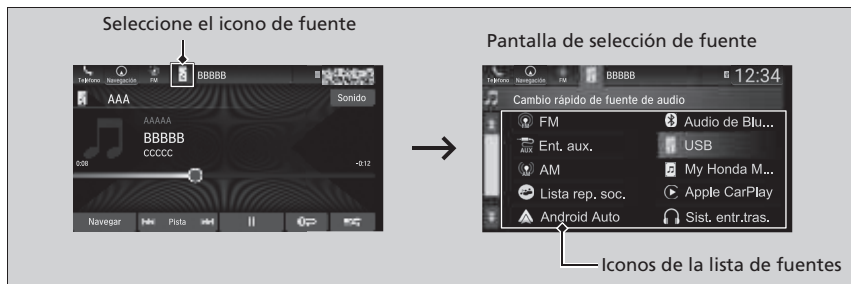 Seleccione el icono de fuente
Teléfono Navegación FM BBBBB
AAA Sonido
AAAAA
BBBBB
CCCCC
0:08 -0:12
Navegar Pista
Pantalla de selección de fuente
Teléfono Navegación FM BBBBB 12:34
Cambio rápido de fuente de audio
FM Audio de Blu...
Ent. aux. USB
AM My Honda M...
Lista rep. soc. Apple CarPlay
Android Auto Sist. entr.tras.
Iconos de la lista de fuentes